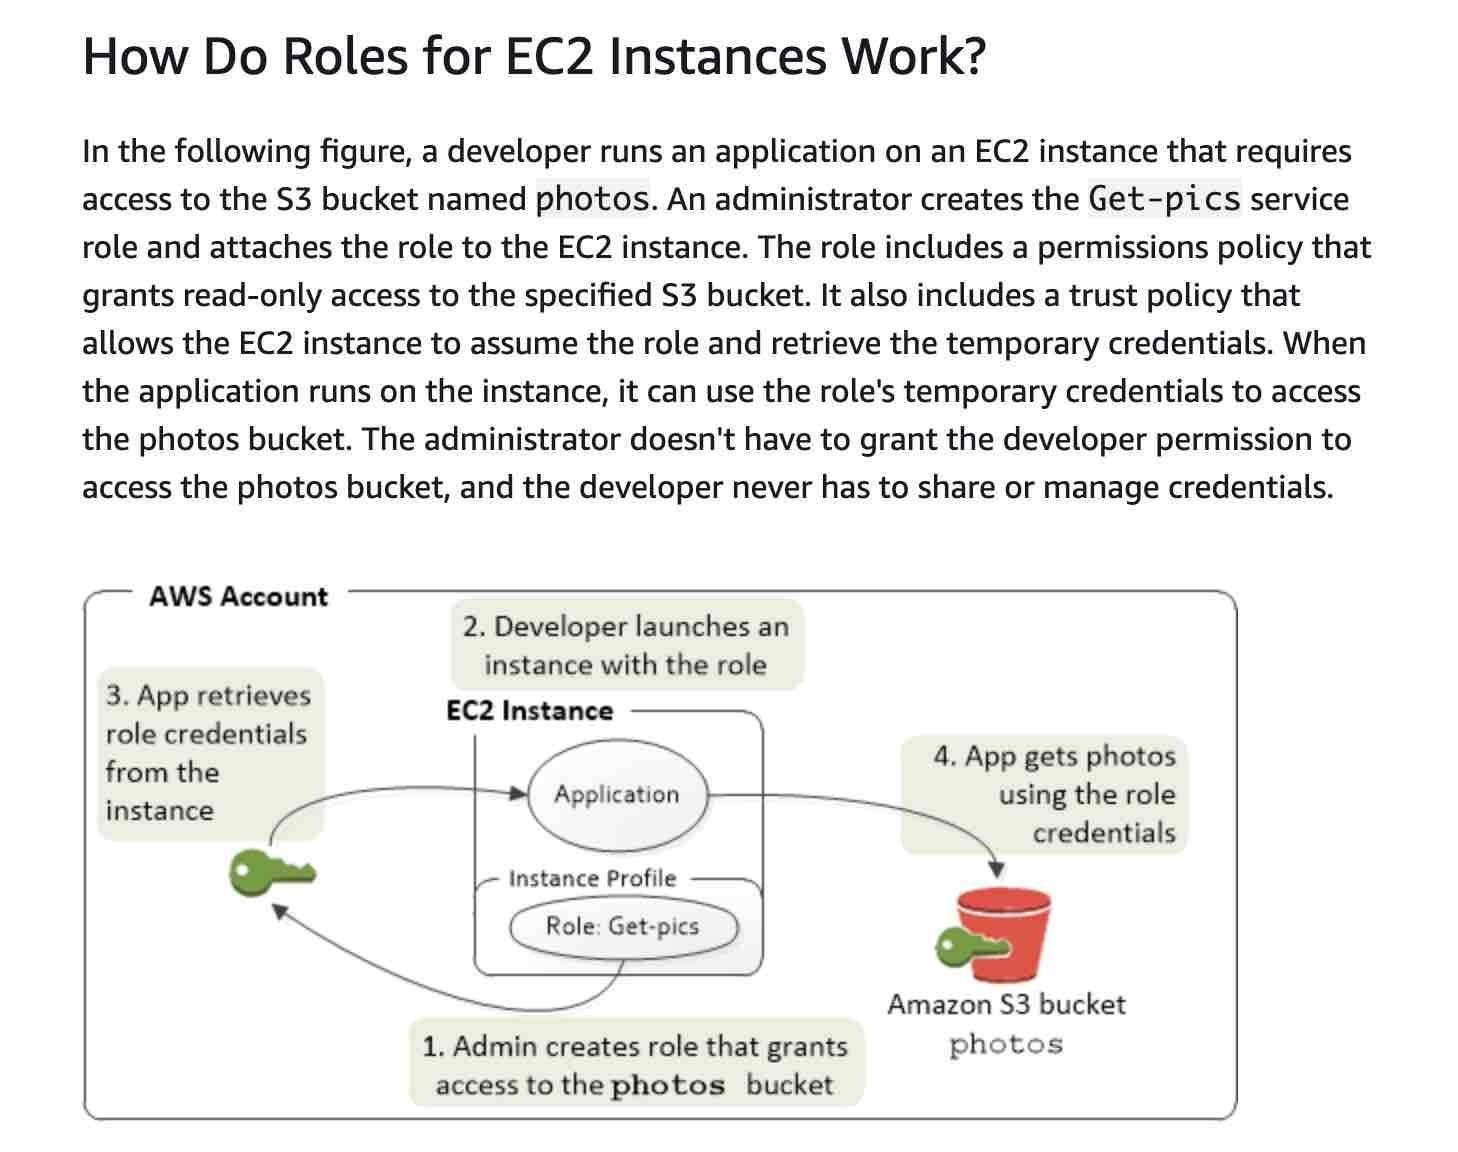 How Do Roles for EC2 Instances Work?
In the following figure, a developer runs an application on an EC2 instance that requires
access to the S3 bucket named photos. An administrator creates the Get-pics service
role and attaches the role to the EC2 instance. The role includes a permissions policy that
grants read-only access to the specified S3 bucket. It also includes a trust policy that
allows the EC2 instance to assume the role and retrieve the temporary credentials. When
the application runs on the instance, it can use the role's temporary credentials to access
the photos bucket. The administrator doesn't have to grant the developer permission to
access the photos bucket, and the developer never has to share or manage credentials.
AWS Account
2. Developer launches an
instance with the role
3. App retrieves
role credentials
from the
instance
EC2 Instance
Application
4. App gets photos
using the role
credentials
Instance Profile
Role: Get-pics
Amazon S3 bucket
photos
1. Admin creates role that grants
access to the photos bucket